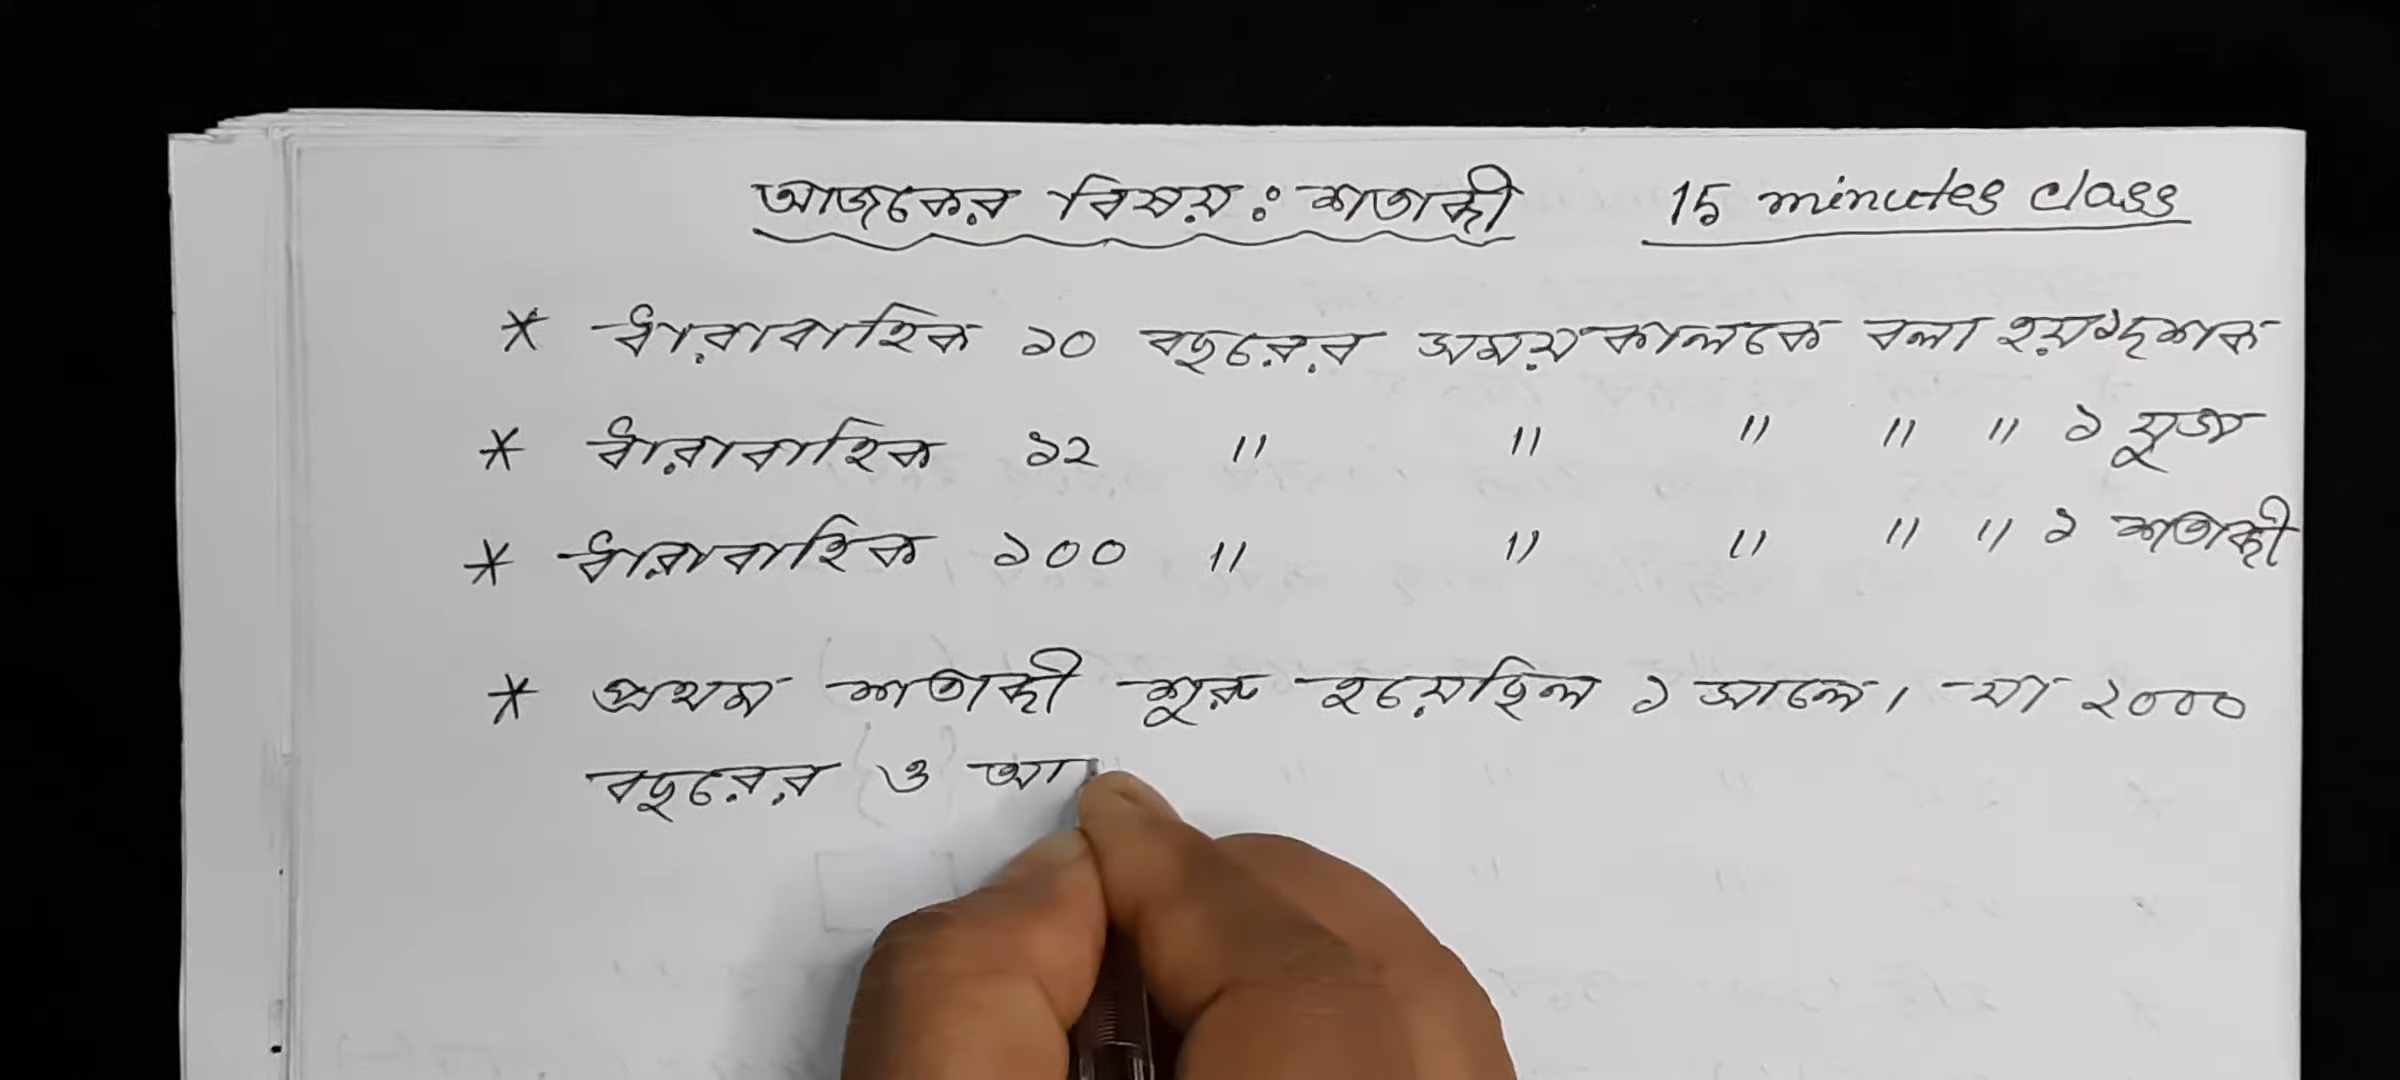 আজকের বিষয়ঃ শতাব্দী 15 minutes class
* ধারাবাহিক ১০ বছরের সময়কালকে বলা হয় ১দশক
* ধারাবাহিক ১২ " " " " " ১ যুগ
* ধারাবাহিক ১০০ " " " " " ১ শতাব্দী
* প্রথম শতাব্দী শুরু হয়েছিল ১ সালে। যা ২০০০
বছরের ও আ